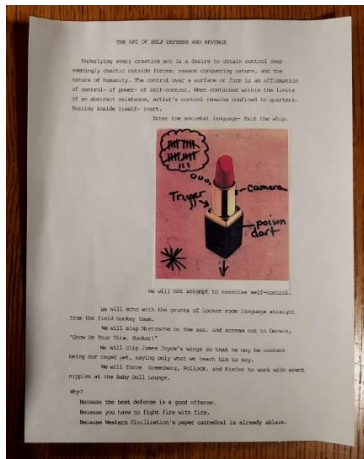 THE ART OF SELF DEFENSE AND REVENGE
Underlying every creative act is a desire to obtain control over
seemingly chaotic outside forces: reason conquering nature, and the
nature of humanity. The control over a surface or form is an affirmation
of control- of power- of self-control. When contained within the limits
of an abstract existence, artist's control remains confined to quarters.
Buzzing inside itself- inert.
Enter the societal language- Exit the whip.
Trigger
camera
poison
dart
We will not attempt to exercise self-control.
We will echo with the grunts of locker room language straight
from the field hockey team.
We will slap Nietzsche on the ass, and scream out to Darwin,
"Show Us Your Tits, Hooker!"
We will clip James Joyce's wings so that he may be content
being our caged pet, saying only what we teach him to say.
We will force Greenberg, Pollock, and Kiefer to work with erect
nipples at the Baby Doll Lounge.
Why?
Because the best defense is a good offense.
Because you have to fight fire with fire.
Because Western Civilization's paper cathedral is already ablaze.